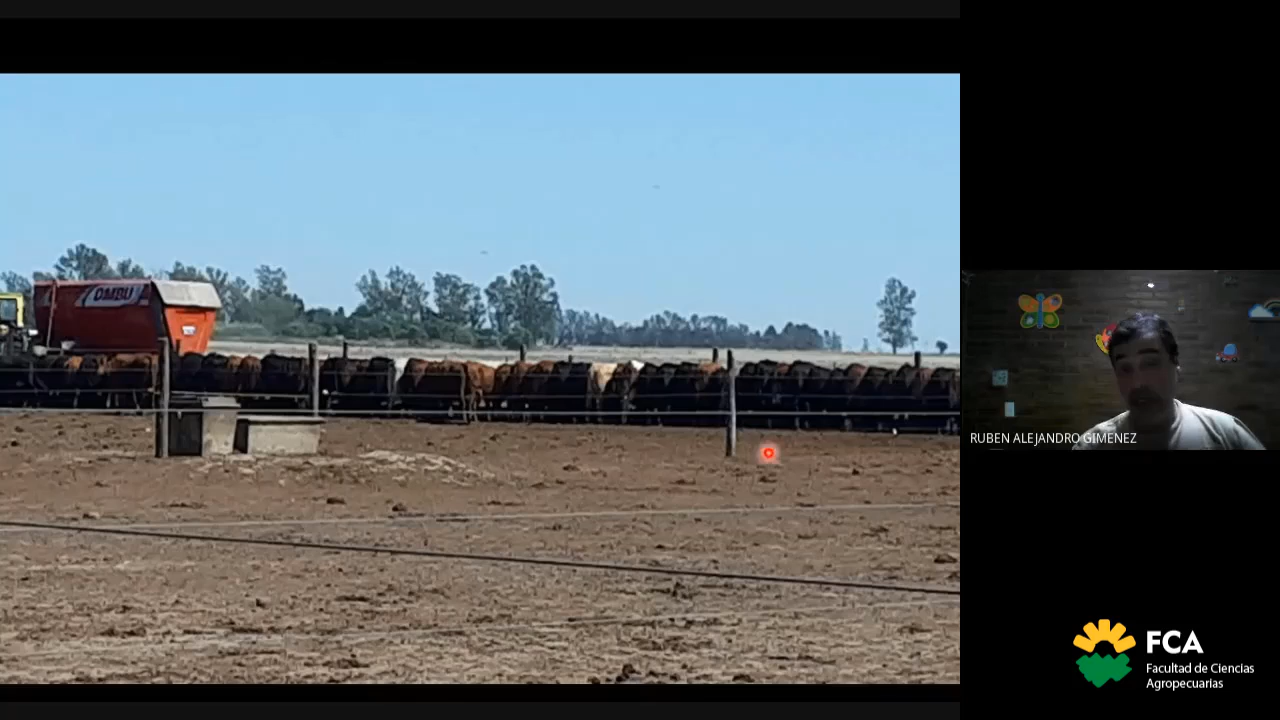 OMBU
RUBEN ALEJANDRO GIMENEZ
FCA
Facultad de Ciencias
Agropecuarias